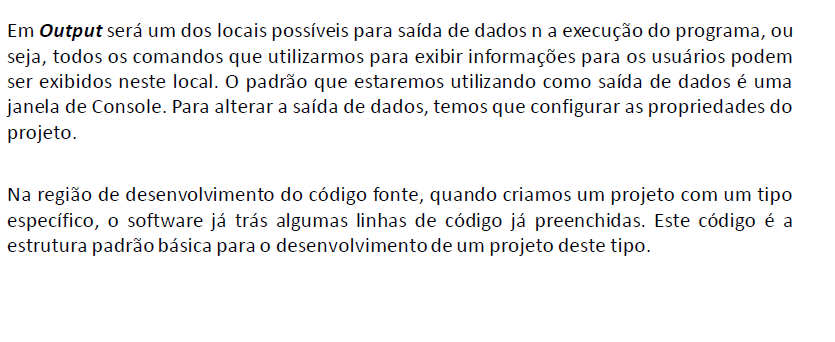 Em Output será um dos locais possíveis para saída de dados n a execução do programa, ou
seja, todos os comandos que utilizarmos para exibir informações para os usuários podem
ser exibidos neste local. O padrão que estaremos utilizando como saída de dados é uma
janela de Console. Para alterar a saída de dados, temos que configurar as propriedades do
projeto.
Na região de desenvolvimento do código fonte, quando criamos um projeto com um tipo
específico, o software já trás algumas linhas de código já preenchidas. Este código é a
estrutura padrão básica para o desenvolvimento de um projeto deste tipo.